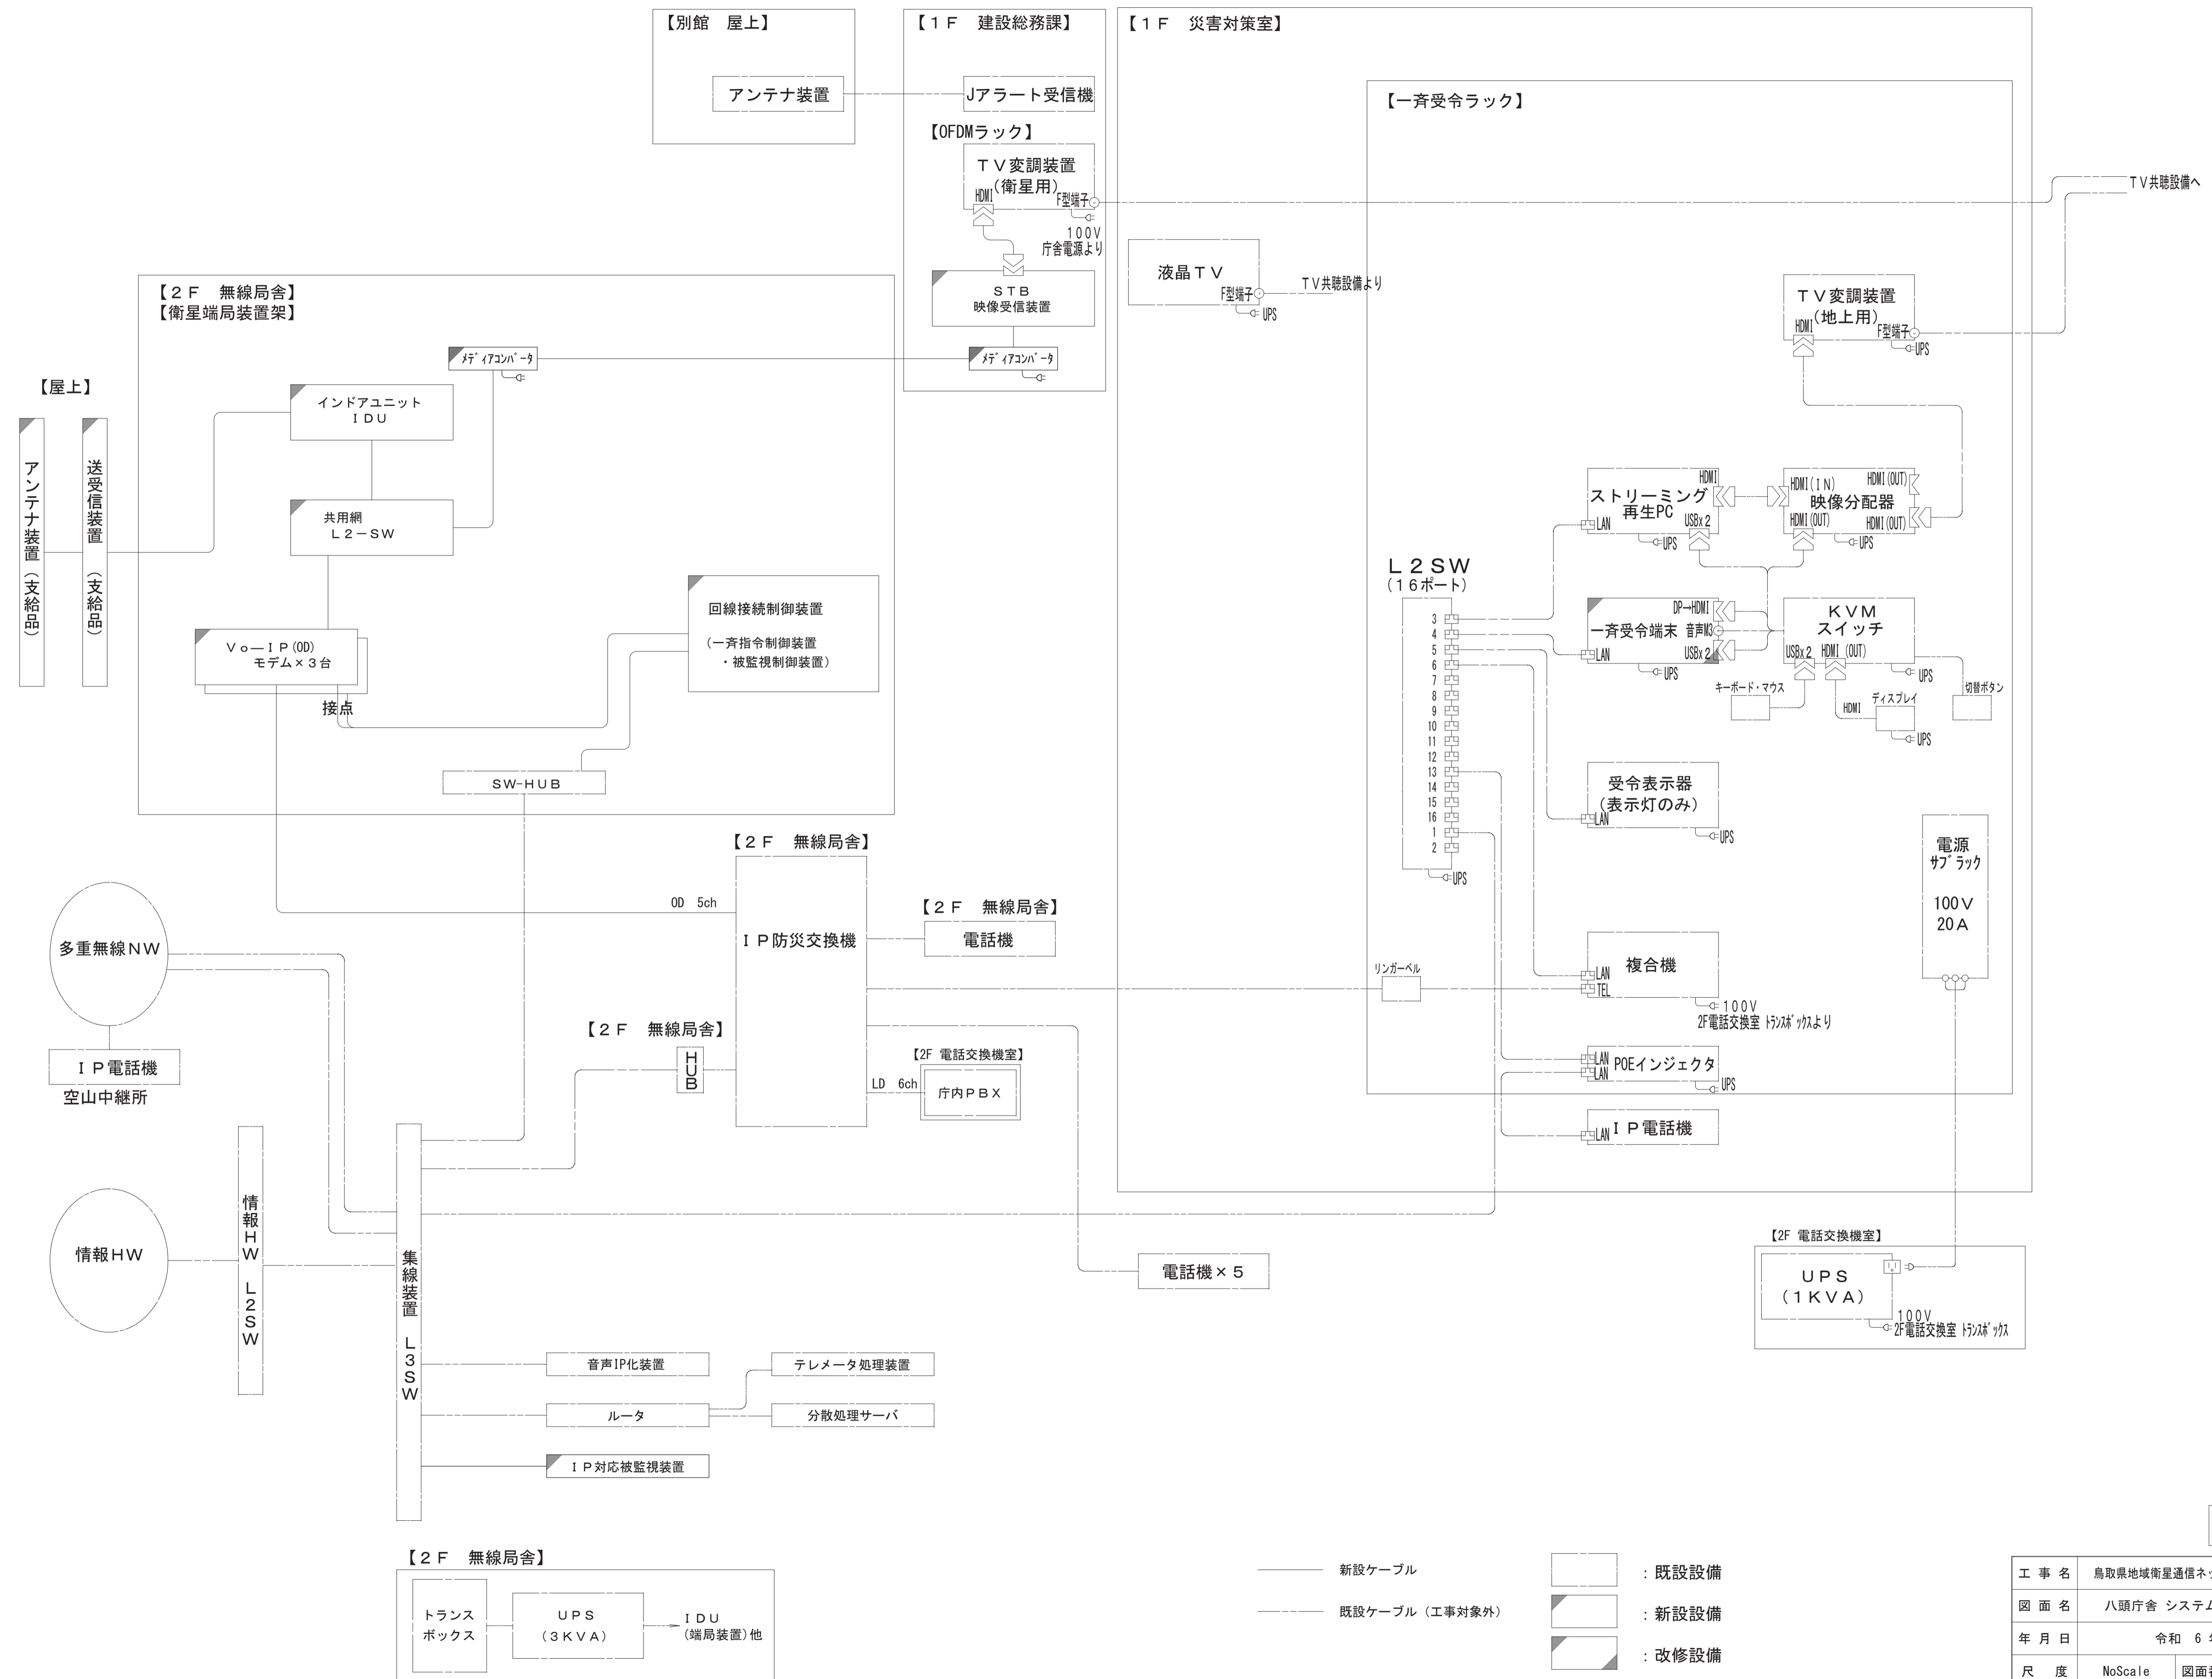 【別館　屋上】
アンテナ装置
【１Ｆ　建設総務課】
Jアラート受信機
【OFDMラック】
ＴＶ変調装置
(衛星用)
HDMI
F型端子
１００Ｖ
庁舎電源より
ＳＴＢ
映像受信装置
ﾒﾃﾞｨｱｺﾝﾊﾞｰﾀ
【１Ｆ　災害対策室】
【一斉受令ラック】
ＴＶ共聴設備へ
液晶ＴＶ
F型端子
ＴＶ共聴設備より
UPS
ＴＶ変調装置
(地上用)
HDMI
F型端子
UPS
【２Ｆ　無線局舎】
【衛星端局装置架】
ﾒﾃﾞｨｱｺﾝﾊﾞｰﾀ
インドアユニット
ＩＤＵ
共用網
Ｌ２－ＳＷ
回線接続制御装置
(一斉指令制御装置
・被監視制御装置)
Ｖｏ―ＩＰ(OD)
モデム×３台
接点
ＳＷ-ＨＵＢ
【屋上】
アンテナ装置（支給品）
送受信装置　（支給品）
ストリーミング
再生PC
HDMI
USBx２
LAN
UPS
HDMI(ＩＮ)
HDMI(OUT)
映像分配器
HDMI(OUT)
HDMI(OUT)
UPS
Ｌ２ＳＷ
(１６ポート)
3
4
5
6
7
8
9
10
11
12
13
14
15
16
1
2
UPS
DP→HDMI
一斉受令端末
音声M3
USBx２
LAN
UPS
ＫＶＭ
スイッチ
USBx２
HDMI (OUT)
UPS
キーボード・マウス
HDMI
ディスプレイ
UPS
切替ボタン
受令表示器
(表示灯のみ)
LAN
UPS
電源
ｻﾌﾞﾗｯｸ
100Ｖ
20Ａ
複合機
LAN
TEL
１００Ｖ
2F電話交換室 ﾄﾗﾝｽﾎﾞｯｸｽより
リンガーベル
LAN
LAN
POEインジェクタ
UPS
LAN
ＩＰ電話機
【２Ｆ　無線局舎】
ＩＰ防災交換機
OD　5ch
【２Ｆ　無線局舎】
電話機
【２Ｆ　無線局舎】
ＨＵＢ
【2F 電話交換機室】
庁内ＰＢＸ
LD　6ch
電話機×５
多重無線ＮＷ
ＩＰ電話機
空山中継所
情報ＨＷ
情報ＨＷ　Ｌ２ＳＷ
集線装置　Ｌ３ＳＷ
音声IP化装置
テレメータ処理装置
ルータ
分散処理サーバ
ＩＰ対応被監視装置
【2F 電話交換機室】
ＵＰＳ
(１ＫＶＡ)
１００Ｖ
2F電話交換室 ﾄﾗﾝｽﾎﾞｯｸｽ
【２Ｆ　無線局舎】
トランス
ボックス
ＵＰＳ
(３ＫＶＡ)
ＩＤＵ
(端局装置)他
新設ケーブル
既設ケーブル（工事対象外）
：既設設備
：新設設備
：改修設備
工 事 名
鳥取県地域衛星通信ネッ
図 面 名
八頭庁舎 システム
年 月 日
令和　6
尺　度
NoScale
図面